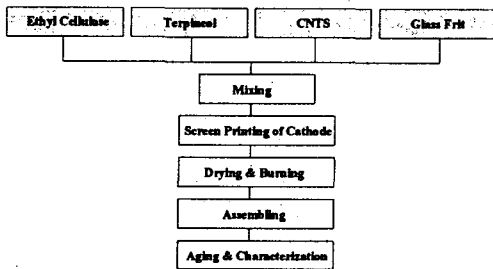 Ethyl Cellulose
Terpineol
CNTS
Glass Frit
Mixing
Screen Printing of Cathode
Drying & Burning
Assembling
Aging & Characterization